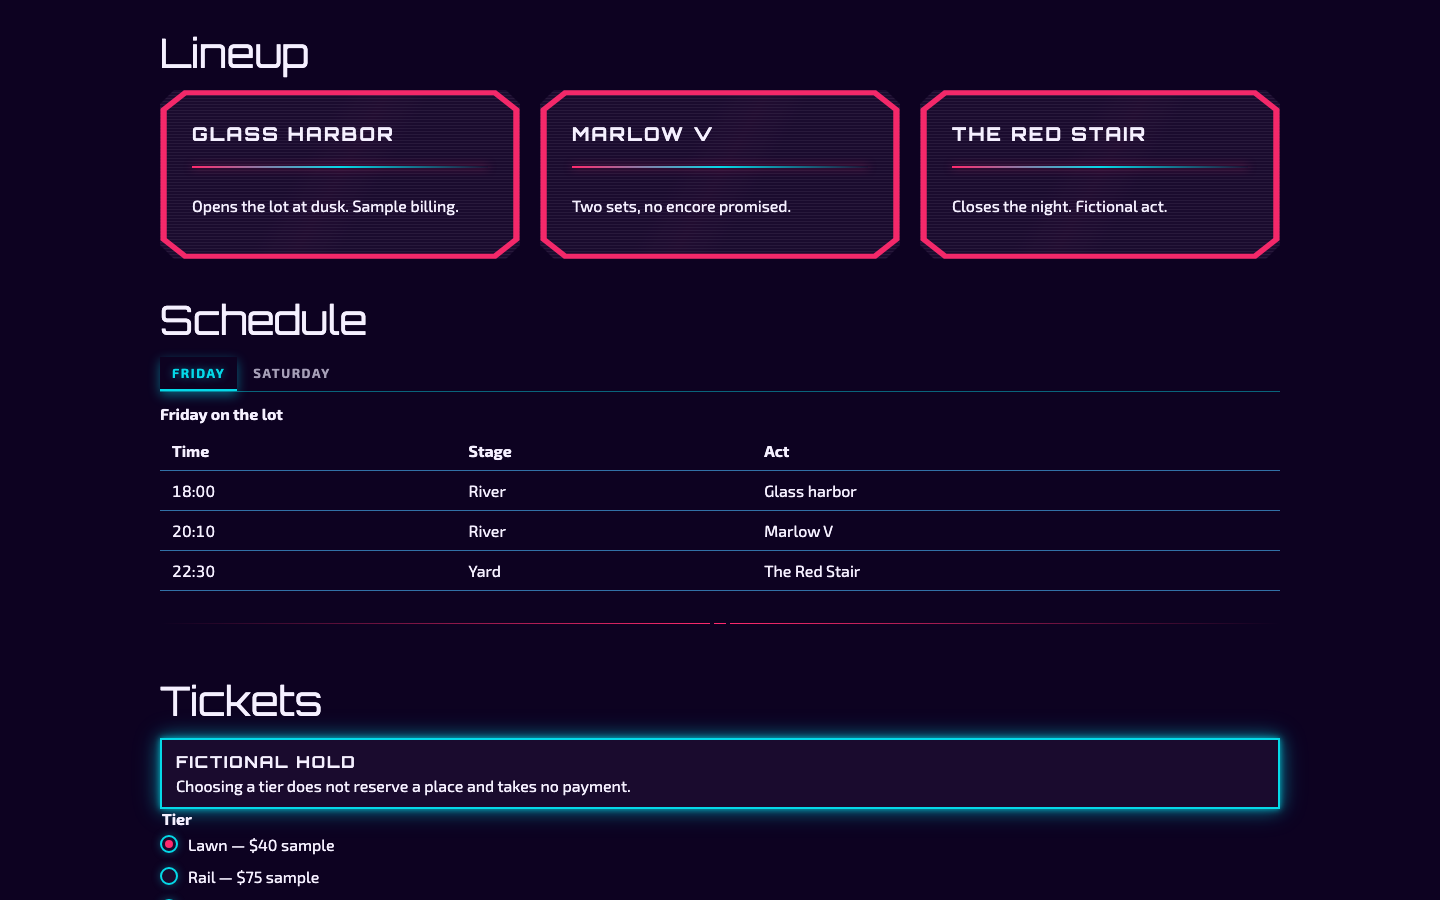 Lineup
GLASS HARBOR
Opens the lot at dusk. Sample billing.
MARLOW V
Two sets, no encore promised.
THE RED STAIR
Closes the night. Fictional act.
Schedule
FRIDAY SATURDAY
Friday on the lot
Time Stage Act
18:00 River Glass harbor
20:10 River Marlow V
22:30 Yard The Red Stair
Tickets
FICTIONAL HOLD
Choosing a tier does not reserve a place and takes no payment.
Tier
Lawn — $40 sample
Rail — $75 sample